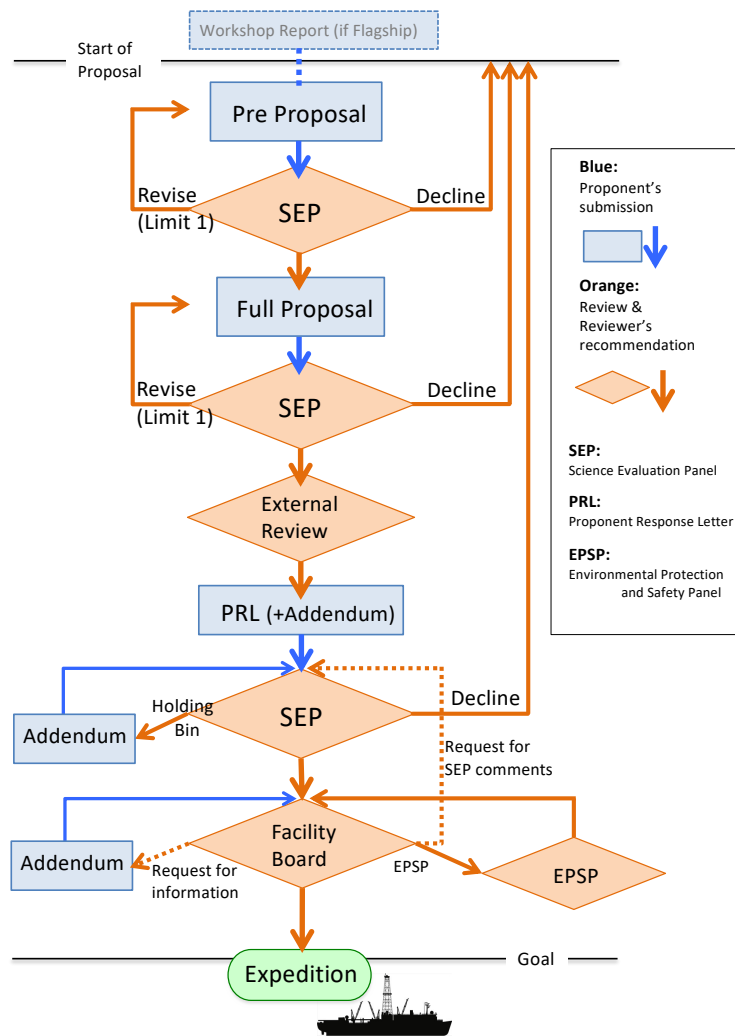 Workshop Report (if Flagship)
Start of
Proposal
Pre Proposal
Revise
(Limit 1)
SEP
Decline
Full Proposal
Revise
(Limit 1)
SEP
Decline
External
Review
PRL (+Addendum)
Holding
Bin
SEP
Decline
Addendum
Request for
SEP comments
Facility
Board
Addendum
Request for
information
EPSP
EPSP
Goal
Expedition
Blue:
Proponent's
submission
Orange:
Review &
Reviewer's
recommendation
SEP:
Science Evaluation Panel
PRL:
Proponent Response Letter
EPSP:
Environmental Protection
and Safety Panel